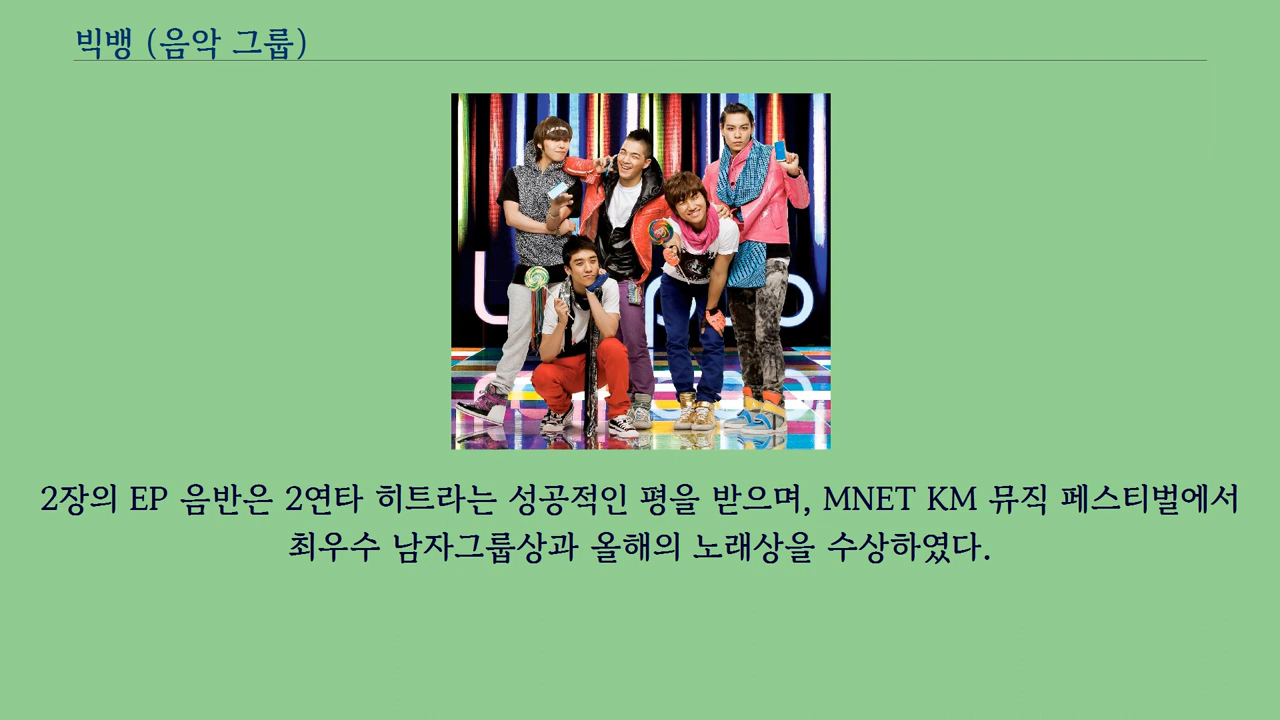 빅뱅 (음악 그룹)
2장의 EP 음반은 2연타 히트라는 성공적인 평을 받으며, MNET KM 뮤직 페스티벌에서
최우수 남자그룹상과 올해의 노래상을 수상하였다.